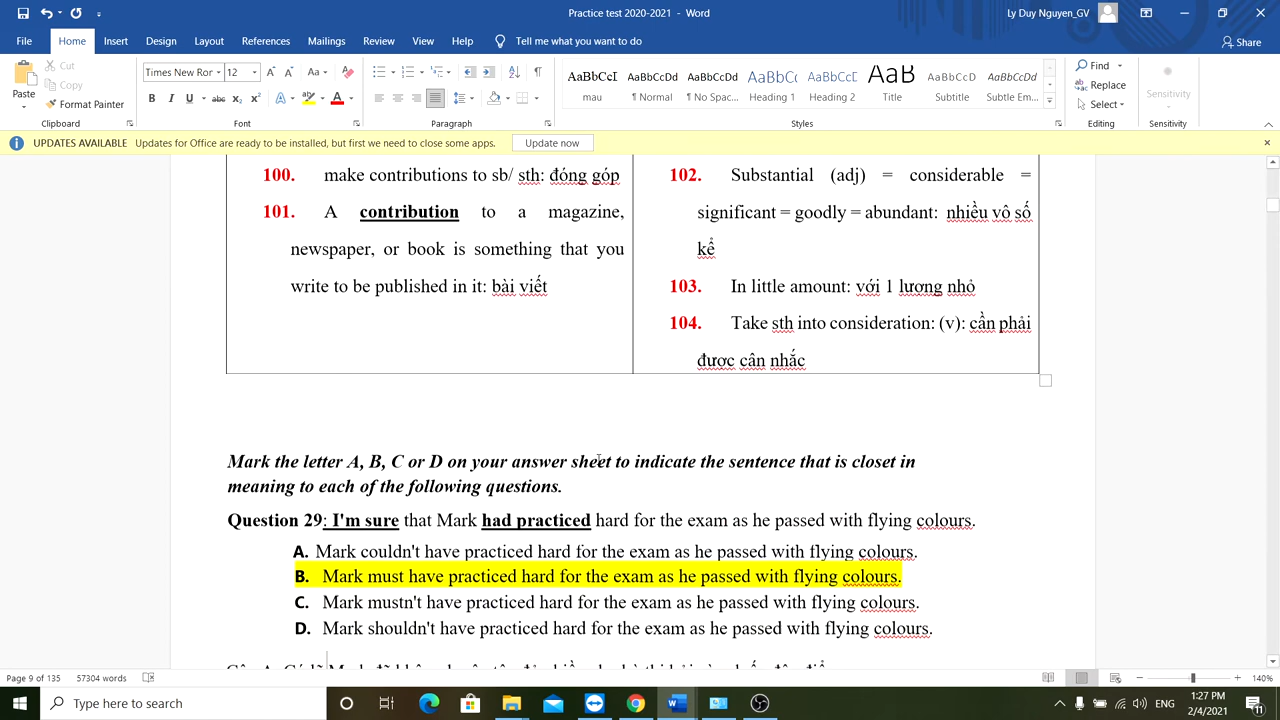 Practice test 2020-2021 - Word
Ly Duy Nguyen_GV
File Home Insert Design Layout References Mailings Review View Help Tell me what you want to do
Share
Paste
Cut
Copy
Format Painter
Clipboard
Times New Ror 12
Aa
B I U abc x₂ x²
Font
Paragraph
AaBbCcI AaBbCcDd AaBbCcDd AaBbCc AaBbCcDd AaB AaBbCcDd AaBbCcDd
mau ¶ Normal ¶ No Spac... Heading 1 Heading 2 Title Subtitle Subtle Em...
Styles
Find
Replace
Select
Editing
Sensitivity
Sensitivity
UPDATES AVAILABLE Updates for Office are ready to be installed, but first we need to close some apps. Update now
100. make contributions to sb/ sth: đóng góp
101. A contribution to a magazine,
newspaper, or book is something that you
write to be published in it: bài viết
102. Substantial (adj) = considerable =
significant = goodly = abundant: nhiều vô số
kể
103. In little amount: với 1 lượng nhỏ
104. Take sth into consideration: (v): cần phải
được cân nhắc
Mark the letter A, B, C or D on your answer sheet to indicate the sentence that is closet in
meaning to each of the following questions.
Question 29: I'm sure that Mark had practiced hard for the exam as he passed with flying colours.
A. Mark couldn't have practiced hard for the exam as he passed with flying colours.
B. Mark must have practiced hard for the exam as he passed with flying colours.
C. Mark mustn't have practiced hard for the exam as he passed with flying colours.
D. Mark shouldn't have practiced hard for the exam as he passed with flying colours.
Page 9 of 135 57304 words
140%
Type here to search
1:27 PM
2/4/2021
11